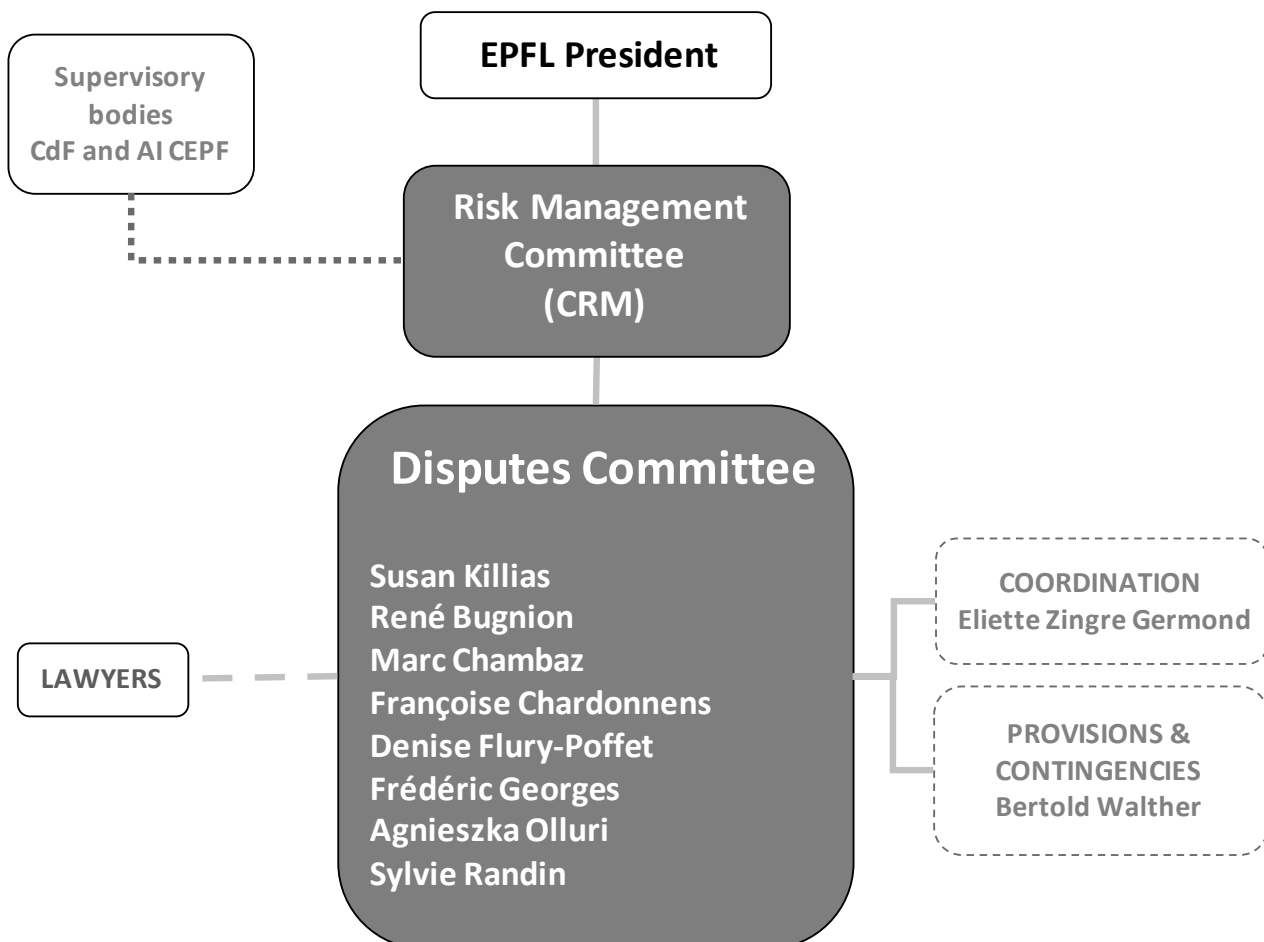 EPFL President
Supervisory
bodies
CdF and AI CEPF
Risk Management
Committee
(CRM)
Disputes Committee
Susan Killias
René Bugnion
Marc Chambaz
Françoise Chardonnens
Denise Flury-Poffet
Frédéric Georges
Agnieszka Olluri
Sylvie Randin
LAWYERS
COORDINATION
Eliette Zingre Germond
PROVISIONS &
CONTINGENCIES
Bertold Walther